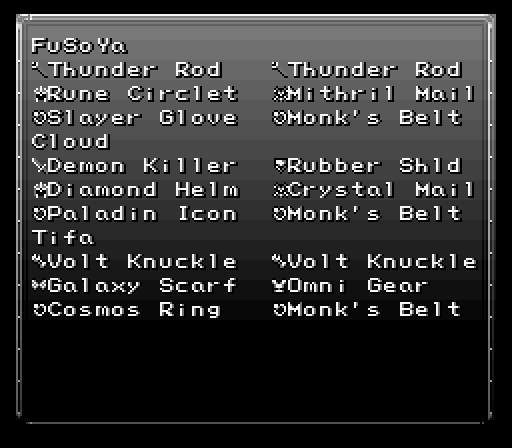 FuSoYa
Thunder Rod Thunder Rod
Rune Circlet Mithril Mail
Slayer Glove Monk's Belt
Cloud
Demon Killer Rubber Shld
Diamond Helm Crystal Mail
Paladin Icon Monk's Belt
Tifa
Volt Knuckle Volt Knuckle
Galaxy Scarf Omni Gear
Cosmos Ring Monk's Belt